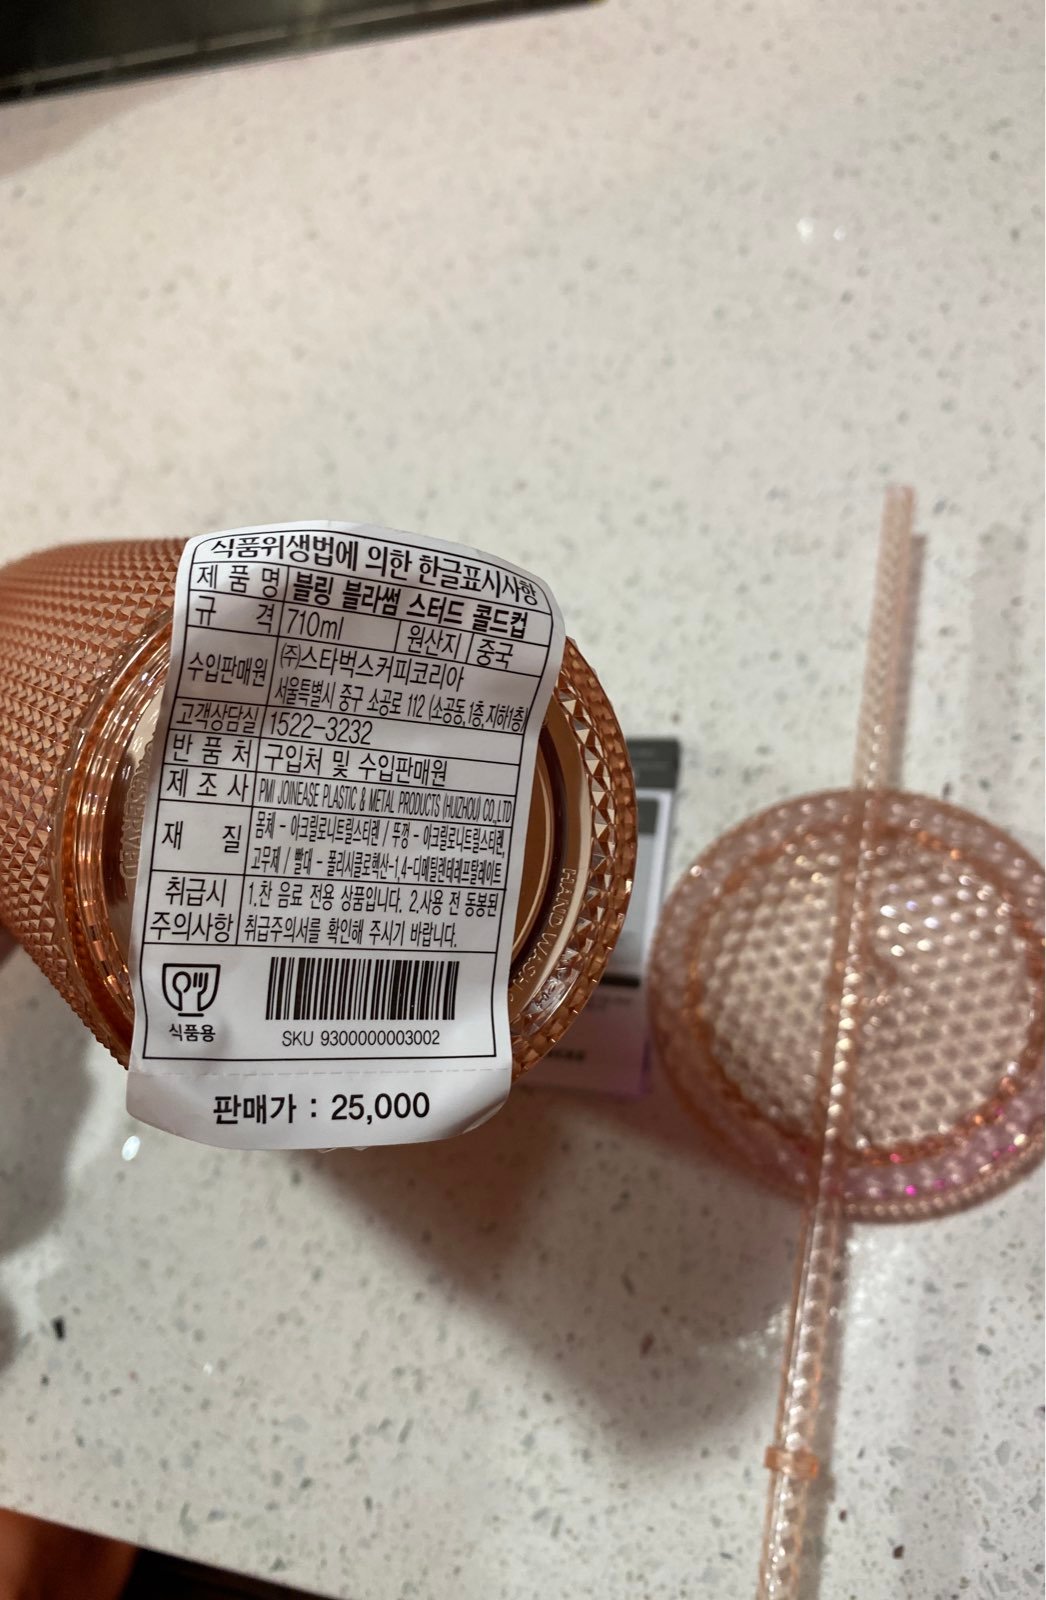 식품위생법에 의한 한글표시사항
제품명 블링 블라썸 스터드 콜드컵
규격 710ml 원산지 중국
수입판매원 (주)스타벅스커피코리아
서울특별시 중구 소공로 112 (소공동,1층,지하1층)
고객상담실 1522-3232
반품처 구입처 및 수입판매원
제조사 PMI JOINEASE PLASTIC & METAL PRODUCTS (HUIZHOU) CO.,LTD
재질 몸체 - 아크릴로니트릴스티렌 / 뚜껑 - 아크릴로니트릴스티렌,
고무제 / 빨대 - 폴리시클로헥산-1,4-디메틸렌테레프탈레이트
취급시 주의사항 1.찬 음료 전용 상품입니다. 2.사용 전 동봉된
취급주의서를 확인해 주시기 바랍니다.
식품용
SKU 9300000003002
판매가 : 25,000
HAND WASH